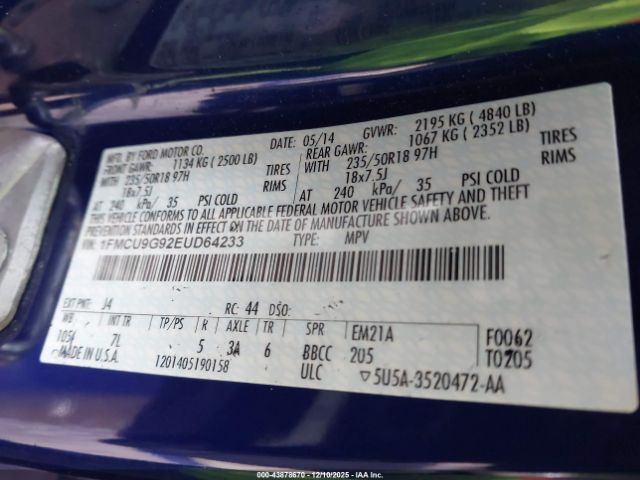 MFD. BY FORD MOTOR CO.
DATE: 05/14 GVWR: 2195 KG ( 4840 LB)
FRONT GAWR: 1134 KG ( 2500 LB) REAR GAWR: 1067 KG ( 2352 LB)
WITH 235/50R18 97H TIRES WITH 235/50R18 97H TIRES
18x7.5J RIMS 18x7.5J RIMS
AT 240 kPa/ 35 PSI COLD AT 240 kPa/ 35 PSI COLD
THIS VEHICLE CONFORMS TO ALL APPLICABLE FEDERAL MOTOR VEHICLE SAFETY AND THEFT
PREVENTION STANDARDS IN EFFECT ON THE DATE OF MANUFACTURE SHOWN ABOVE.
1FMCU9G92EUD64233 TYPE: MPV
EXT PNT: J4 RC: 44 DSO:
WB INT TR TP/PS R AXLE TR SPR EM21A F0062
105 7L 5 3A 6 BBCC 205 T0205
MADE IN U.S.A. 1201405190158 ULC ▽5U5A-3520472-AA
000-43878670 - 12/10/2025 - IAA Inc.